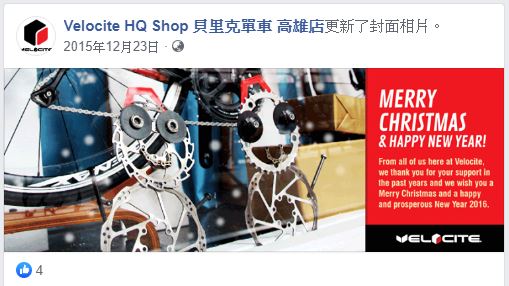 Velocite HQ Shop 貝里克單車 高雄店更新了封面相片。
2015年12月23日 ·
VELOCITE
MERRY
CHRISTMAS
& HAPPY NEW YEAR!
From all of us here at Velocite,
we thank you for your support in
the past years and we wish you a
Merry Christmas and a happy
and prosperous New Year 2016.
VELOCITE
4